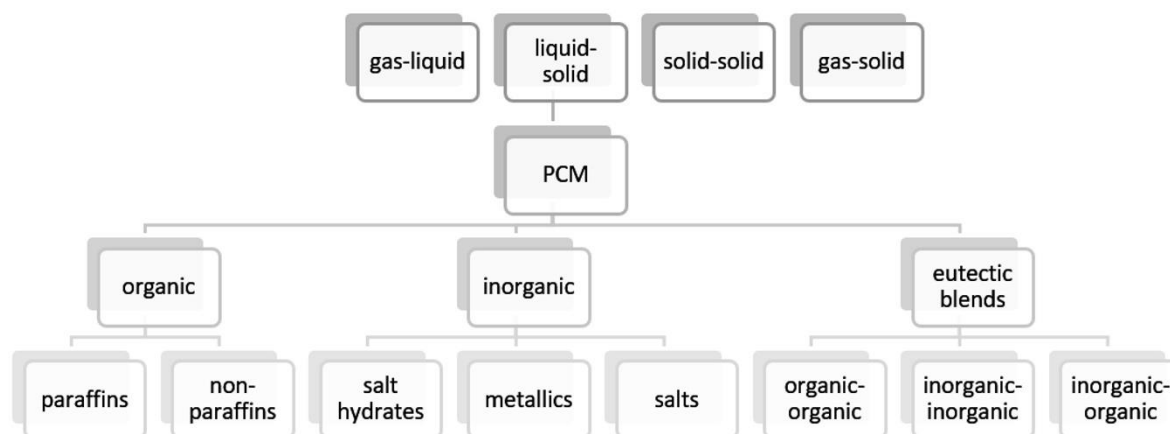 gas-liquid
liquid-
solid
solid-solid
gas-solid
PCM
organic
inorganic
eutectic
blends
paraffins
non-
paraffins
salt
hydrates
metallics
salts
organic-
organic
inorganic-
inorganic
inorganic-
organic